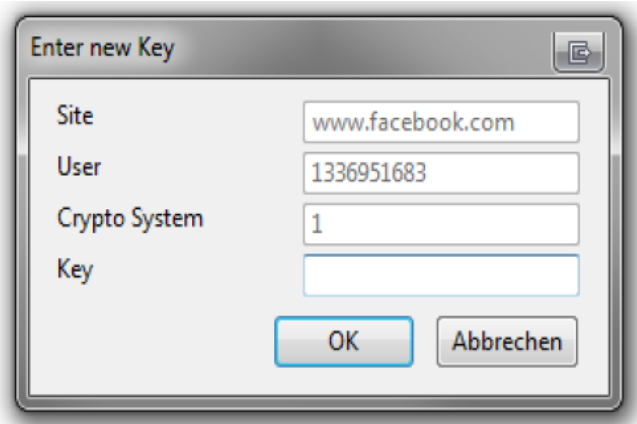 Enter new Key
Site www.facebook.com
User 1336951683
Crypto System 1
Key
OK Abbrechen